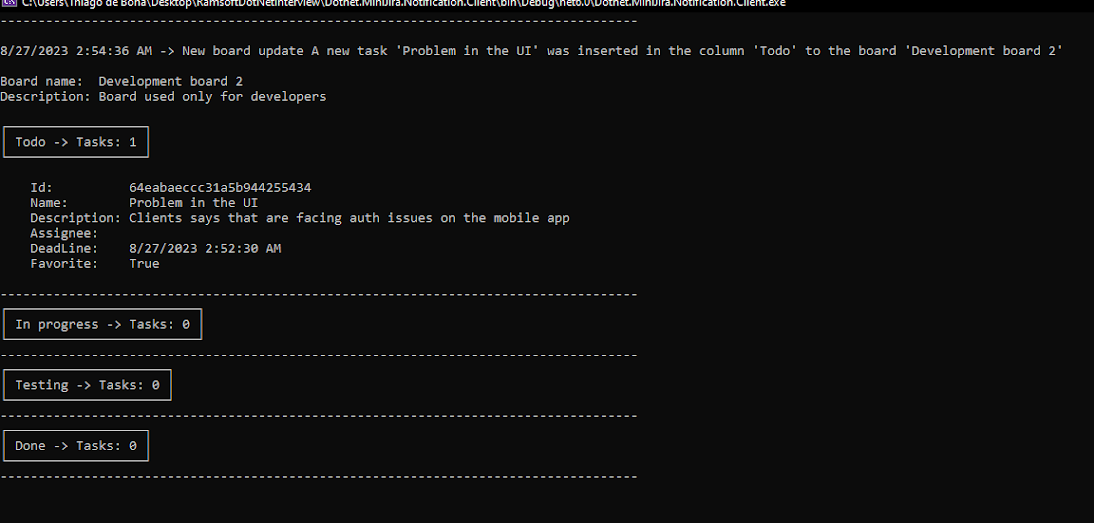 C:\Users\Thiago de Bona\Desktop\RamsoftDotNetInterview\Dotnet.MiniJira.Notification.Client\bin\Debug\net6.0\Dotnet.MiniJira.Notification.Client.exe
8/27/2023 2:54:36 AM -> New board update A new task 'Problem in the UI' was inserted in the column 'Todo' to the board 'Development board 2'
Board name: Development board 2
Description: Board used only for developers
Todo -> Tasks: 1
Id: 64eabaeccc31a5b944255434
Name: Problem in the UI
Description: Clients says that are facing auth issues on the mobile app
Assignee:
DeadLine: 8/27/2023 2:52:30 AM
Favorite: True
In progress -> Tasks: 0
Testing -> Tasks: 0
Done -> Tasks: 0